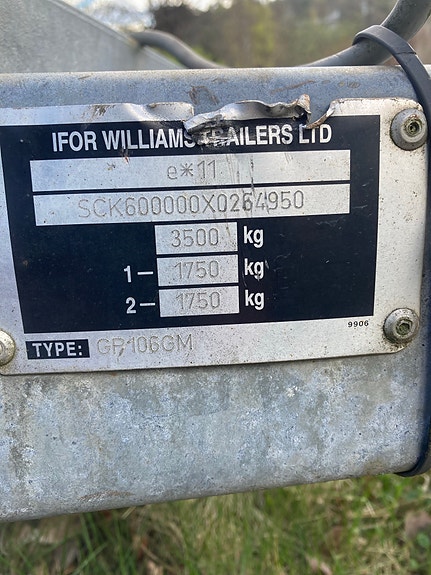 IFOR WILLIAMS TRAILERS LTD
e*11
SCK600000X0264950
3500 kg
1- 1750 kg
2- 1750 kg
9906
TYPE: GP106GM